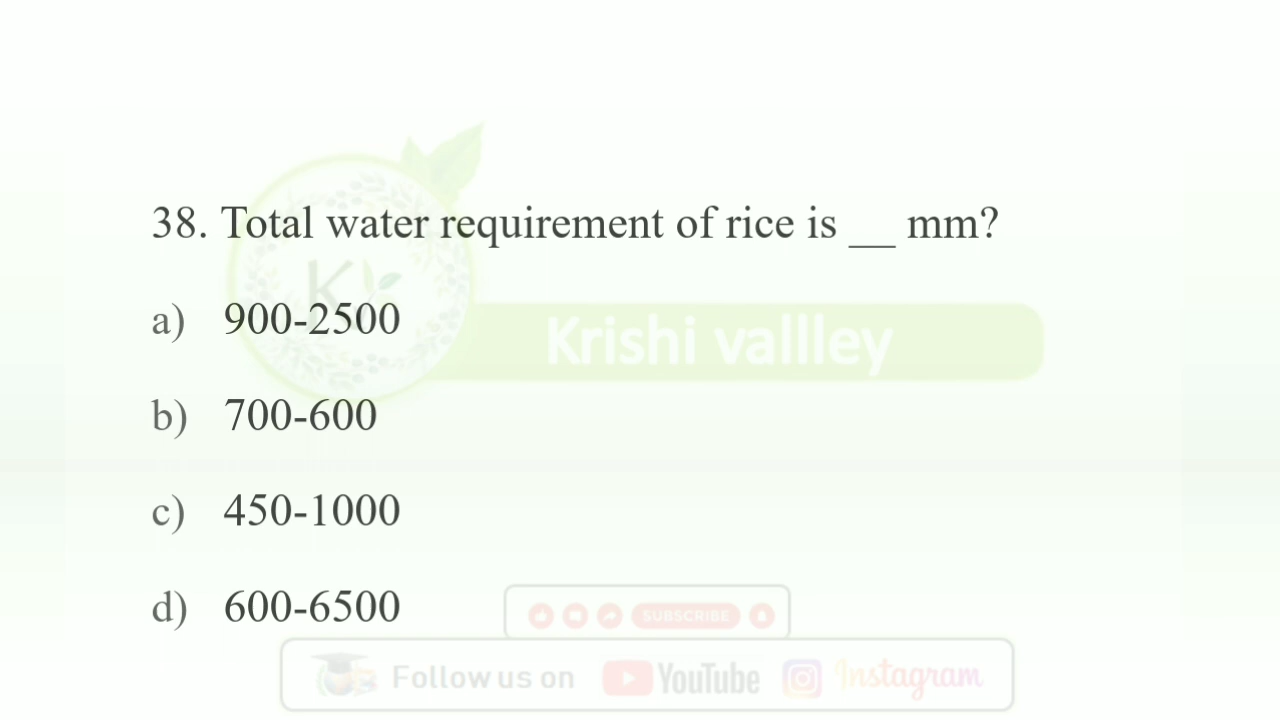 38. Total water requirement of rice is __ mm?
a) 900-2500
Krishi vallley
b) 700-600
c) 450-1000
d) 600-6500
SUBSCRIBE
Follow us on YouTube Instagram